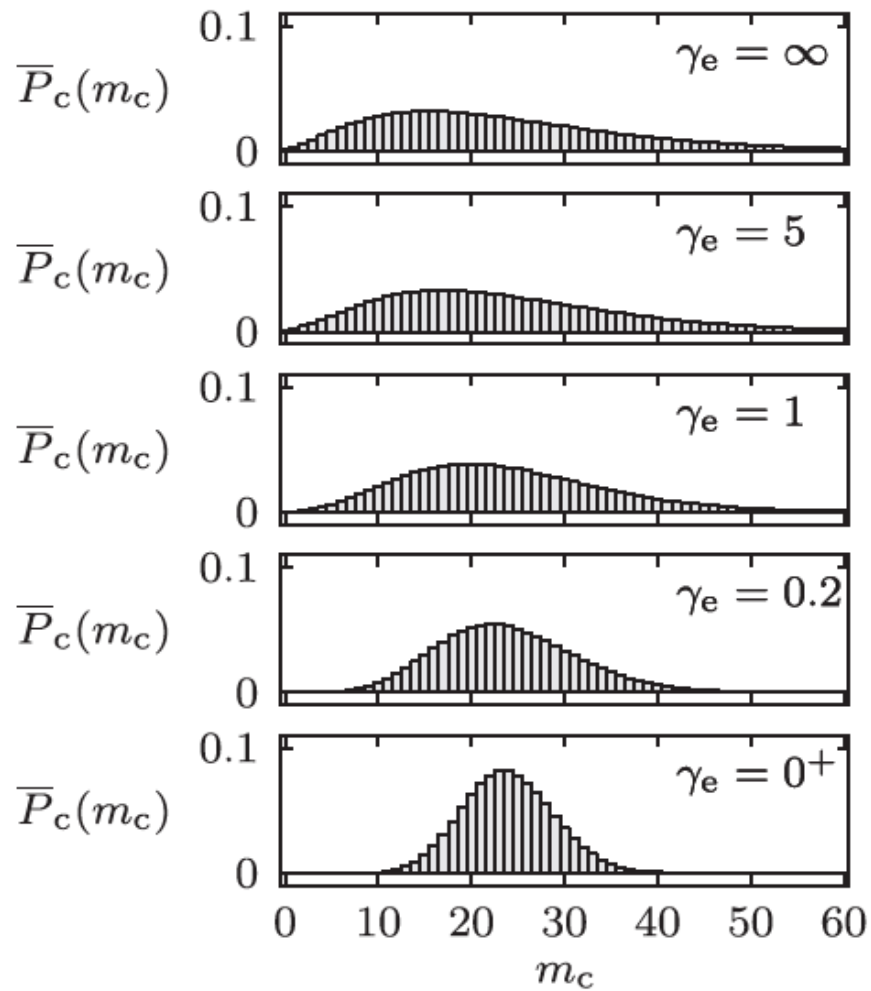 0.1
P̅c(mc)
γe = ∞
0
0.1
P̅c(mc)
γe = 5
0
0.1
P̅c(mc)
γe = 1
0
0.1
P̅c(mc)
γe = 0.2
0
0.1
P̅c(mc)
γe = 0⁺
0
0 10 20 30 40 50 60
mc